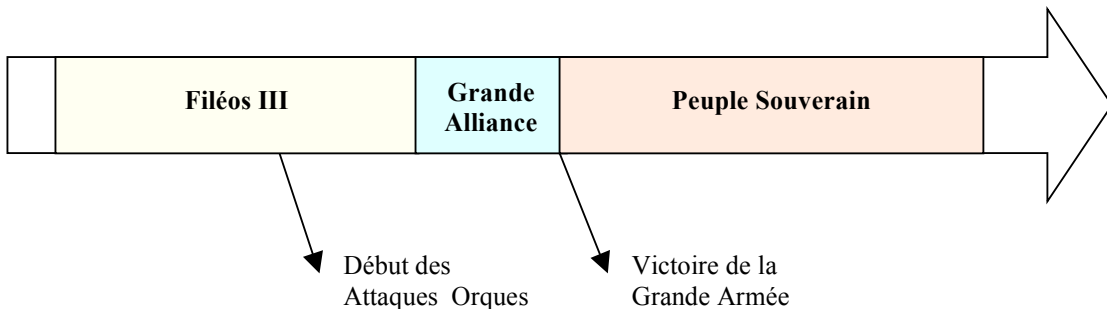 Filéos III
Grande
Alliance
Peuple Souverain
Début des
Attaques Orques
Victoire de la
Grande Armée